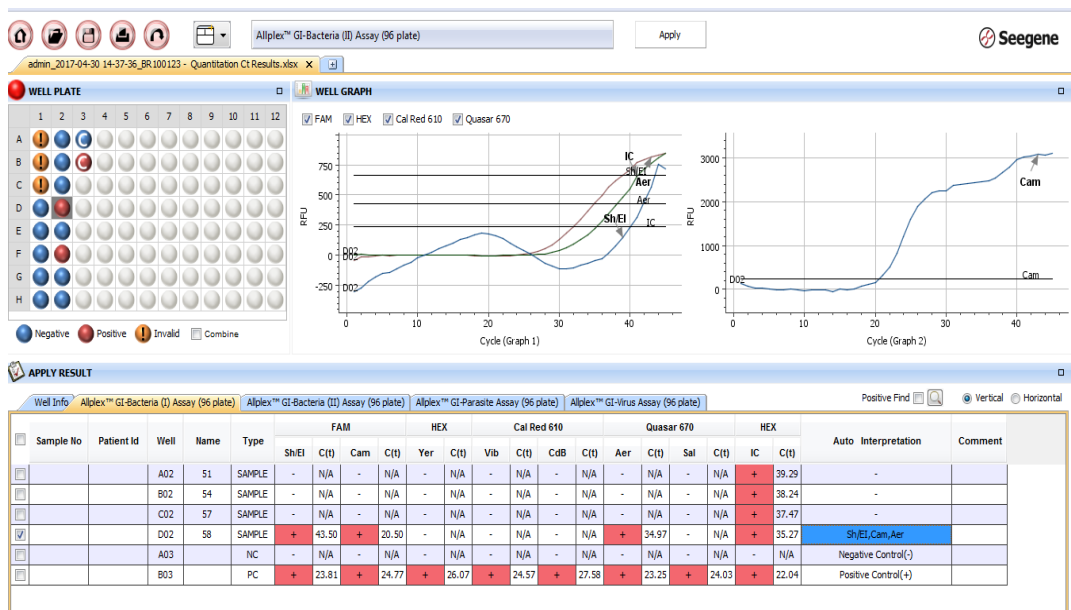 Allplex™ GI-Bacteria (II) Assay (96 plate)
Apply
Seegene
admin_2017-04-30 14-37-36_BR100123 - Quantitation Ct Results.xlsx X
WELL PLATE
1 2 3 4 5 6 7 8 9 10 11 12
A
B
C
D
E
F
G
H
Negative Positive Invalid Combine
WELL GRAPH
FAM HEX Cal Red 610 Quasar 670
750
500
250
0
-250
RFU
0 10 20 30 40
Cycle (Graph 1)
IC
Sh/EI
Aer
Aer
Sh/EI
IC
D02
D02
3000
2000
1000
0
RFU
0 10 20 30 40
Cycle (Graph 2)
Cam
Cam
D02
APPLY RESULT
Well Info Allplex™ GI-Bacteria (I) Assay (96 plate) Allplex™ GI-Bacteria (II) Assay (96 plate) Allplex™ GI-Parasite Assay (96 plate) Allplex™ GI-Virus Assay (96 plate)
Positive Find Vertical Horizontal
FAM HEX Cal Red 610 Quasar 670 HEX
Sample No Patient Id Well Name Type Sh/EI C(t) Cam C(t) Yer C(t) Vib C(t) CdB C(t) Aer C(t) Sal C(t) IC C(t) Auto Interpretation Comment
A02 51 SAMPLE - N/A - N/A - N/A - N/A - N/A - N/A - N/A + 39.29 -
B02 54 SAMPLE - N/A - N/A - N/A - N/A - N/A - N/A - N/A + 38.24 -
C02 57 SAMPLE - N/A - N/A - N/A - N/A - N/A - N/A - N/A + 37.47 -
D02 58 SAMPLE + 43.50 + 20.50 - N/A - N/A - N/A + 34.97 - N/A + 35.27 Sh/EI,Cam,Aer
A03 NC - N/A - N/A - N/A - N/A - N/A - N/A - N/A - N/A Negative Control(-)
B03 PC + 23.81 + 24.77 + 26.07 + 24.57 + 27.58 + 23.25 + 24.03 + 22.04 Positive Control(+)